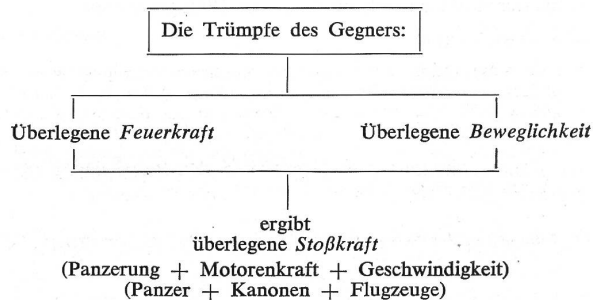 Die Trümpfe des Gegners:
Überlegene Feuerkraft Überlegene Beweglichkeit
ergibt
überlegene Stoßkraft
(Panzerung + Motorenkraft + Geschwindigkeit)
(Panzer + Kanonen + Flugzeuge)